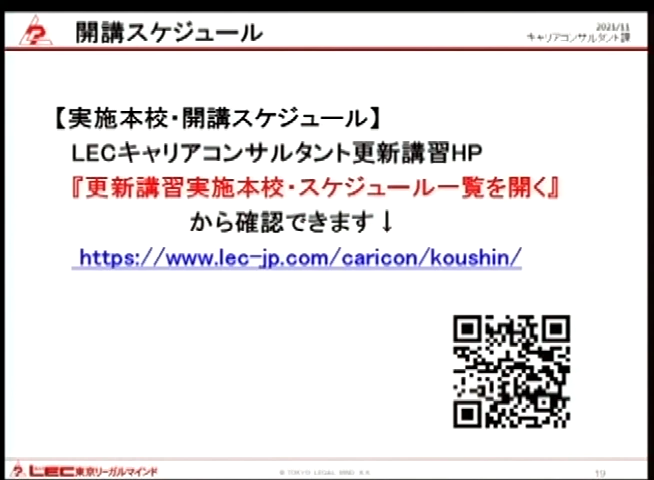 開講スケジュール
2021/11
キャリアコンサルタント課
【実施本校・開講スケジュール】
LECキャリアコンサルタント更新講習HP
『更新講習実施本校・スケジュール一覧を開く』
から確認できます↓
https://www.lec-jp.com/caricon/koushin/
LEC東京リーガルマインド
© TOKYO LEGAL MIND K.K.
19